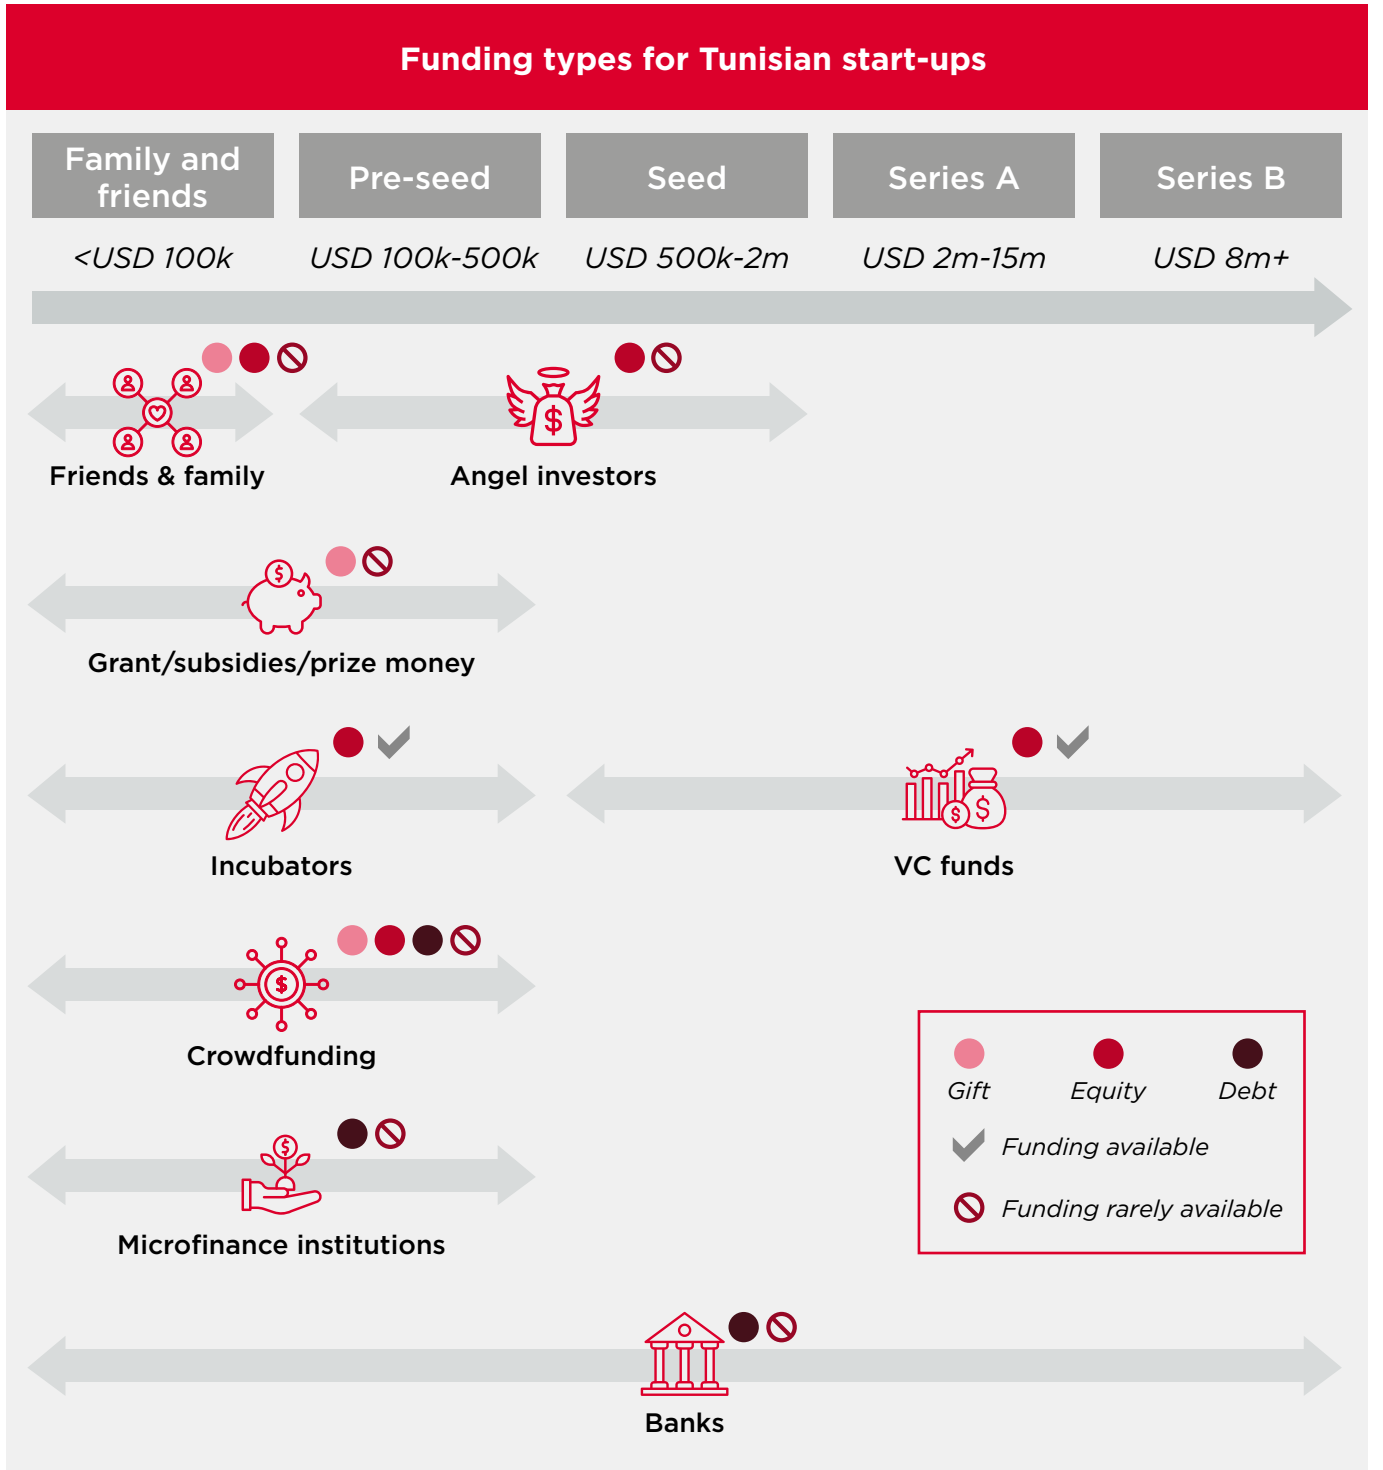 Funding types for Tunisian start-ups
Family and
friends
Pre-seed
Seed
Series A
Series B
<USD 100k
USD 100k-500k
USD 500k-2m
USD 2m-15m
USD 8m+
Friends & family
$
Angel investors
$
Grant/subsidies/prize money
Incubators
$
$
VC funds
$
Crowdfunding
$
Microfinance institutions
Gift
Equity
Debt
Funding available
Funding rarely available
Banks